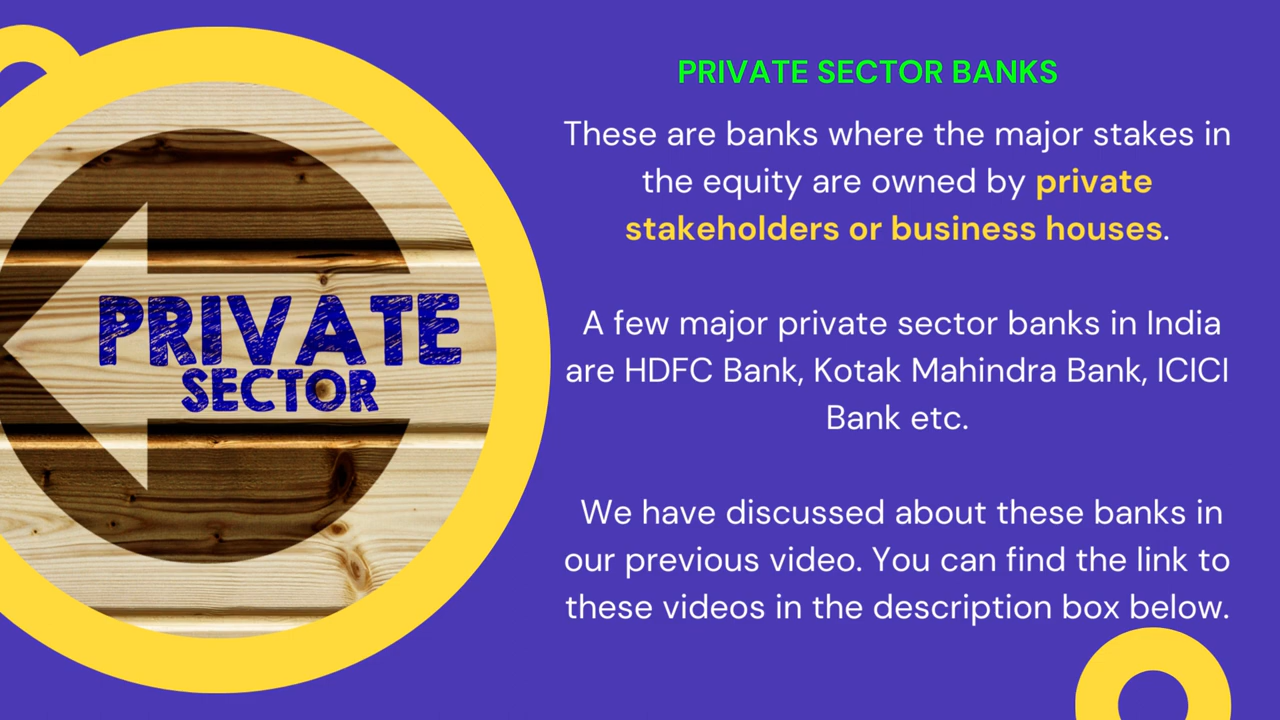 PRIVATE
SECTOR
PRIVATE SECTOR BANKS
These are banks where the major stakes in
the equity are owned by private
stakeholders or business houses.
A few major private sector banks in India
are HDFC Bank, Kotak Mahindra Bank, ICICI
Bank etc.
We have discussed about these banks in
our previous video. You can find the link to
these videos in the description box below.